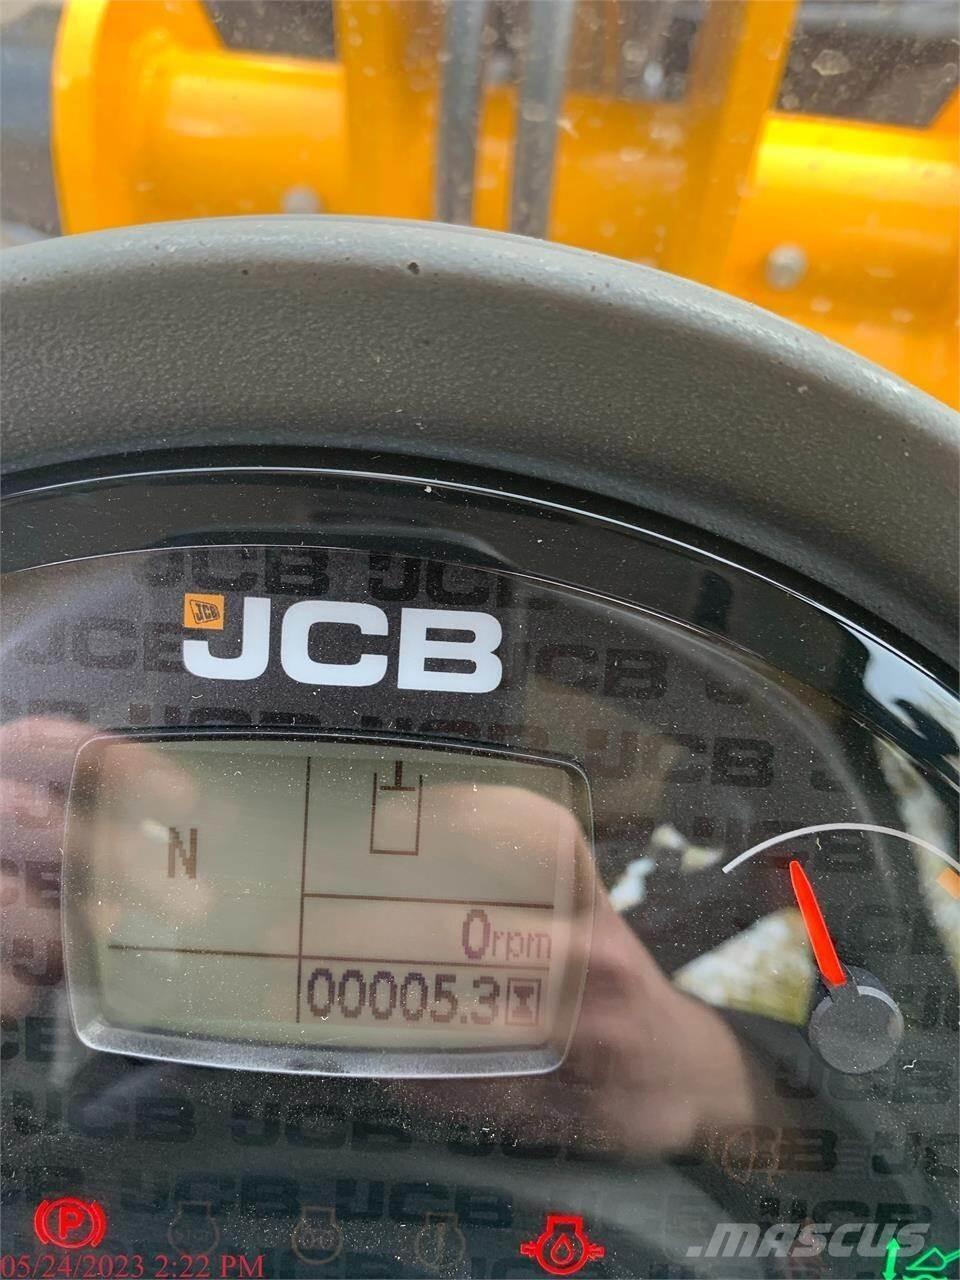 JCB
JCB
N
0rpm
00005.3
P
05/24/2023 2:22 PM
MASCUS